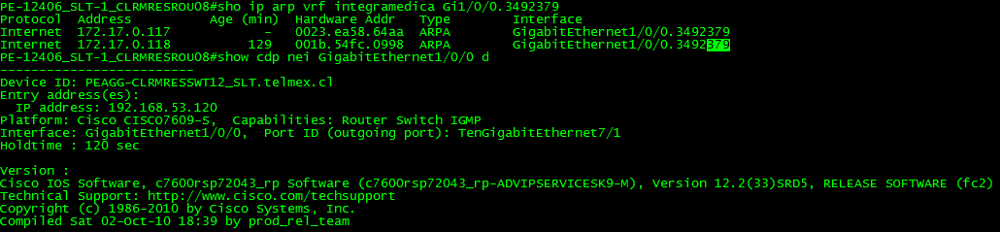 PE-12406_SLT-1_CLRMRESROU08#sho ip arp vrf integramedica Gi1/0/0.3492379
Protocol  Address          Age (min)  Hardware Addr   Type   Interface
Internet  172.17.0.117            -   0023.ea58.64aa  ARPA   GigabitEthernet1/0/0.3492379
Internet  172.17.0.118          129   001b.54fc.0998  ARPA   GigabitEthernet1/0/0.3492379
PE-12406_SLT-1_CLRMRESROU08#show cdp nei GigabitEthernet1/0/0 d
-------------------------
Device ID: PEAGG-CLRMRESSWT12_SLT.telmex.cl
Entry address(es):
  IP address: 192.168.53.120
Platform: Cisco CISCO7609-S,  Capabilities: Router Switch IGMP
Interface: GigabitEthernet1/0/0,  Port ID (outgoing port): TenGigabitEthernet7/1
Holdtime : 120 sec

Version :
Cisco IOS Software, c7600rsp72043_rp Software (c7600rsp72043_rp-ADVIPSERVICESK9-M), Version 12.2(33)SRD5, RELEASE SOFTWARE (fc2)
Technical Support: http://www.cisco.com/techsupport
Copyright (c) 1986-2010 by Cisco Systems, Inc.
Compiled Sat 02-Oct-10 18:39 by prod_rel_team